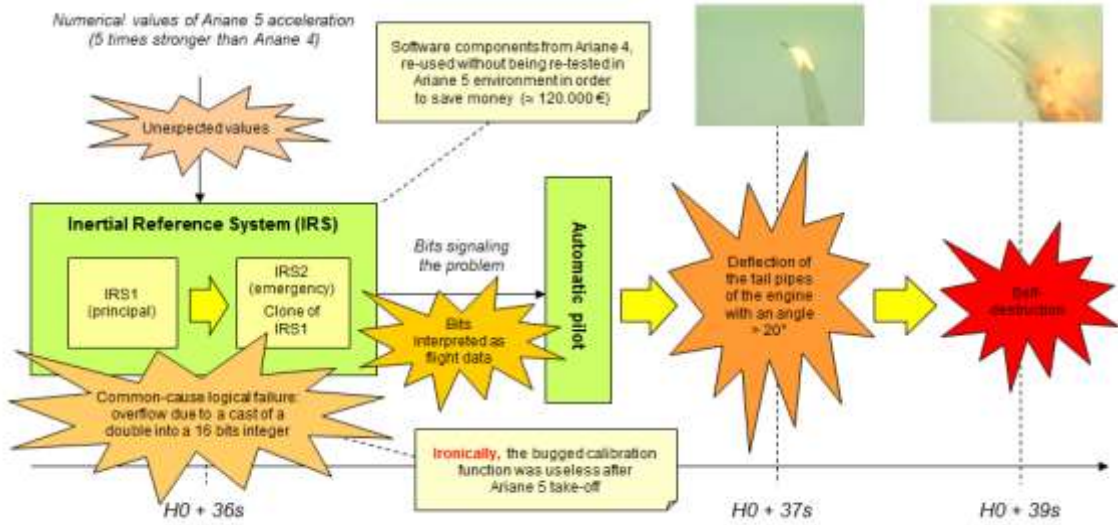 Numerical values of Ariane 5 acceleration
(5 times stronger than Ariane 4)
Software components from Ariane 4,
re-used without being re-tested in
Ariane 5 environment in order
to save money (≈ 120.000 €)
Unexpected values
Inertial Reference System (IRS)
IRS1
(principal)
IRS2
(emergency)
Clone of
IRS1
Bits signaling
the problem
Bits
interpreted as
flight data
Automatic pilot
Deflection of
the tail pipes
of the engine
with an angle
> 20°
Self-
destruction
Common-cause logical failure:
overflow due to a cast of a
double into a 16 bits integer
Ironically, the bugged calibration
function was useless after
Ariane 5 take-off
H0 + 36s
H0 + 37s
H0 + 39s